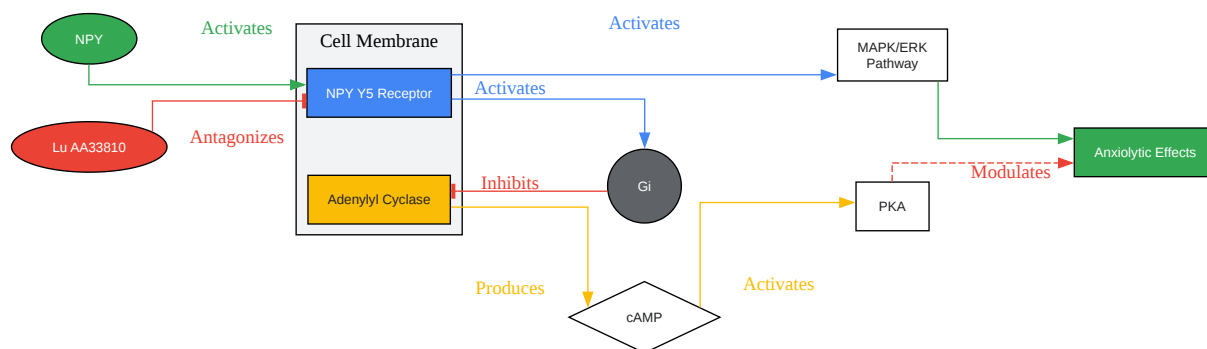 NPY
Activates
Cell Membrane
Activates
MAPK/ERK
Pathway
NPY Y5 Receptor
Activates
Lu AA33810
Antagonizes
Anxiolytic Effects
Adenylyl Cyclase
Inhibits
Gi
Modulates
PKA
Produces
Activates
cAMP